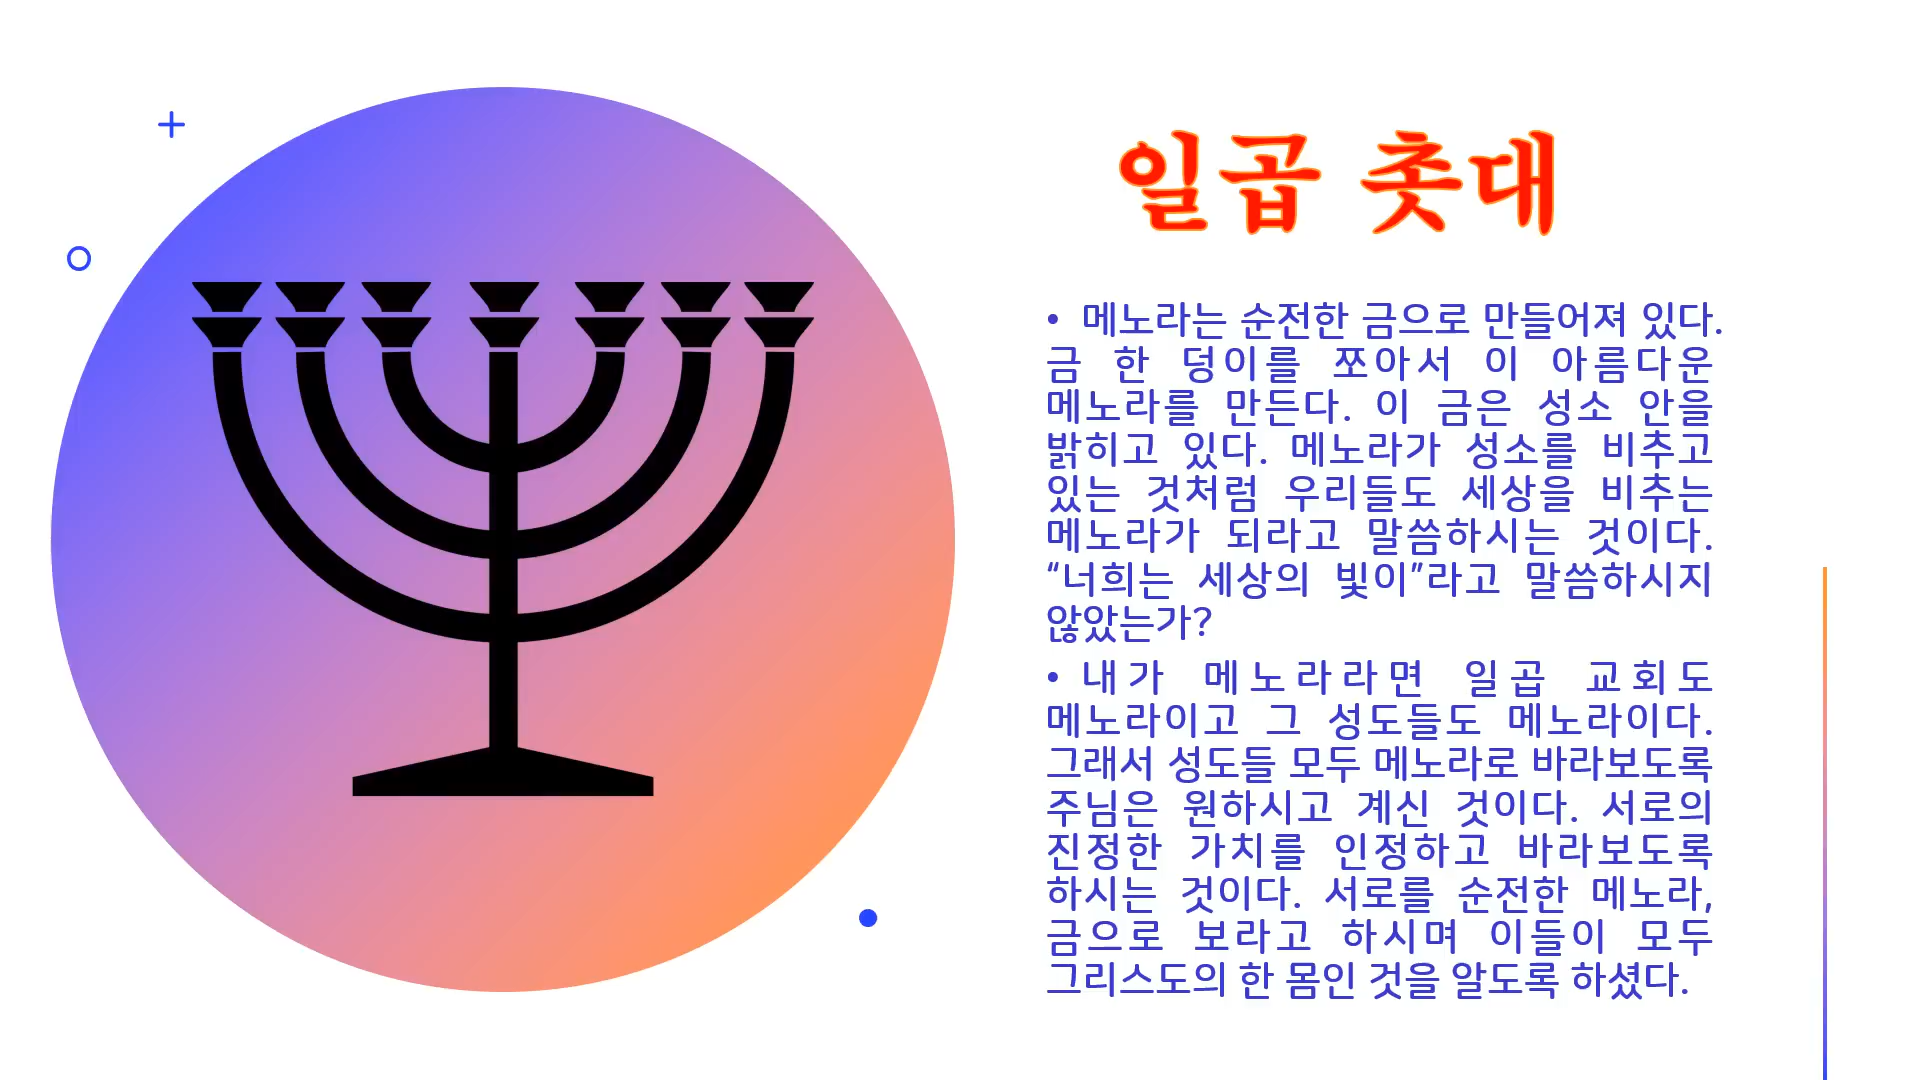 일곱 촛대
• 메노라는 순전한 금으로 만들어져 있다.
금 한 덩이를 쪼아서 이 아름다운
메노라를 만든다. 이 금은 성소 안을
밝히고 있다. 메노라가 성소를 비추고
있는 것처럼 우리들도 세상을 비추는
메노라가 되라고 말씀하시는 것이다.
“너희는 세상의 빛이”라고 말씀하시지
않았는가?
• 내가 메노라라면 일곱 교회도
메노라이고 그 성도들도 메노라이다.
그래서 성도들 모두 메노라로 바라보도록
주님은 원하시고 계신 것이다. 서로의
진정한 가치를 인정하고 바라보도록
하시는 것이다. 서로를 순전한 메노라,
금으로 보라고 하시며 이들이 모두
그리스도의 한 몸인 것을 알도록 하셨다.